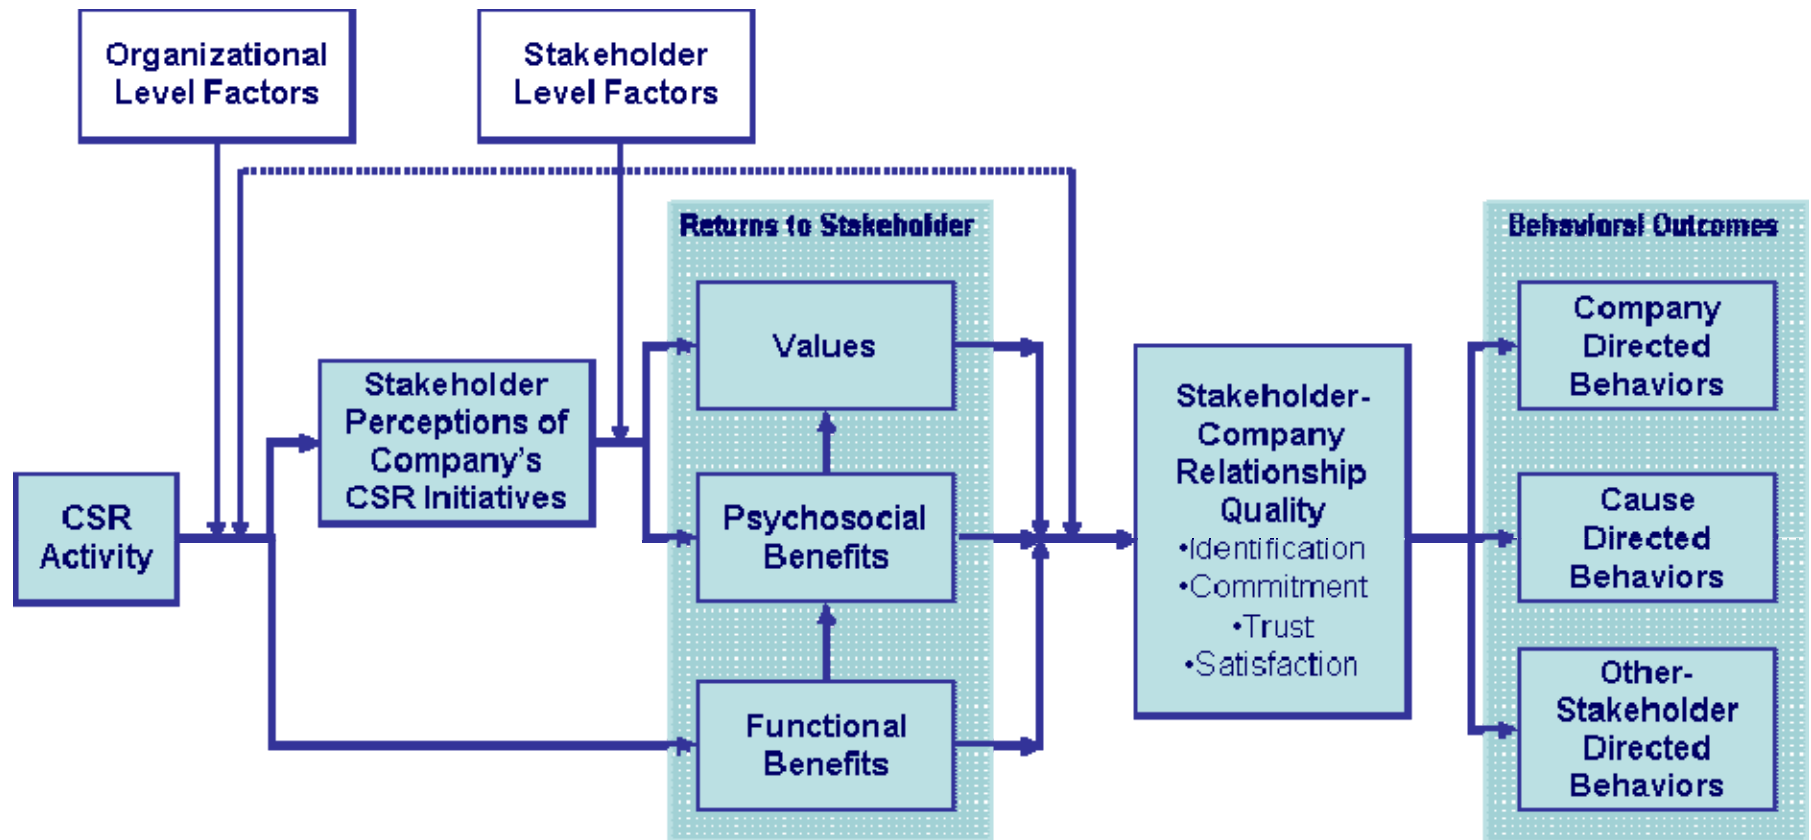 Organizational
Level Factors
Stakeholder
Level Factors
Returns to Stakeholder
Behavioral Outcomes
Values
Company
Directed
Behaviors
Stakeholder
Perceptions of
Company's
CSR Initiatives
Stakeholder-
Company
Relationship
Quality
•Identification
•Commitment
•Trust
•Satisfaction
CSR
Activity
Psychosocial
Benefits
Cause
Directed
Behaviors
Functional
Benefits
Other-
Stakeholder
Directed
Behaviors